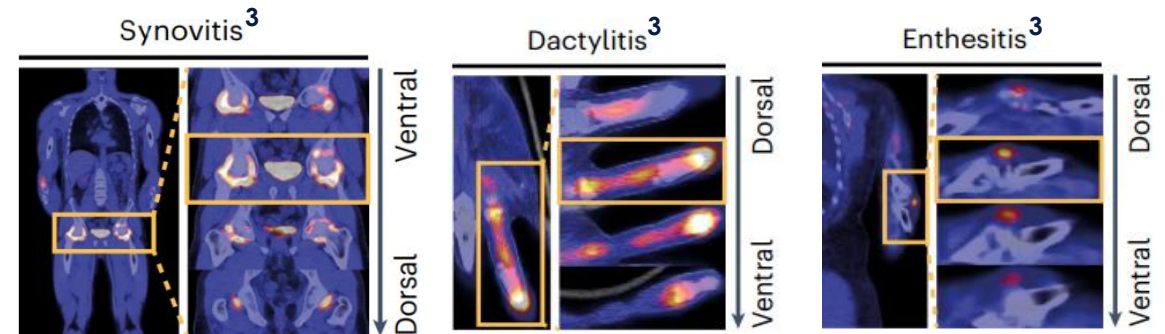 Synovitis3
Ventral
Dorsal
Dactylitis3
Dorsal
Ventral
Enthesitis3
Dorsal
Ventral